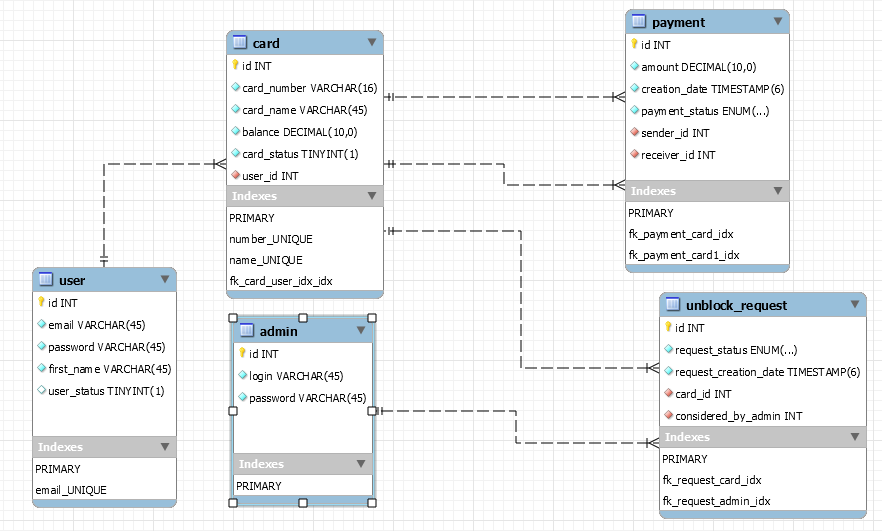 card
id INT
card_number VARCHAR(16)
card_name VARCHAR(45)
balance DECIMAL(10,0)
card_status TINYINT(1)
user_id INT
Indexes
PRIMARY
number_UNIQUE
name_UNIQUE
fk_card_user_idx_idx
payment
id INT
amount DECIMAL(10,0)
creation_date TIMESTAMP(6)
payment_status ENUM(...)
sender_id INT
receiver_id INT
Indexes
PRIMARY
fk_payment_card_idx
fk_payment_card1_idx
user
id INT
email VARCHAR(45)
password VARCHAR(45)
first_name VARCHAR(45)
user_status TINYINT(1)
Indexes
PRIMARY
email_UNIQUE
admin
id INT
login VARCHAR(45)
password VARCHAR(45)
Indexes
PRIMARY
unblock_request
id INT
request_status ENUM(...)
request_creation_date TIMESTAMP(6)
card_id INT
considered_by_admin INT
Indexes
PRIMARY
fk_request_card_idx
fk_request_admin_idx